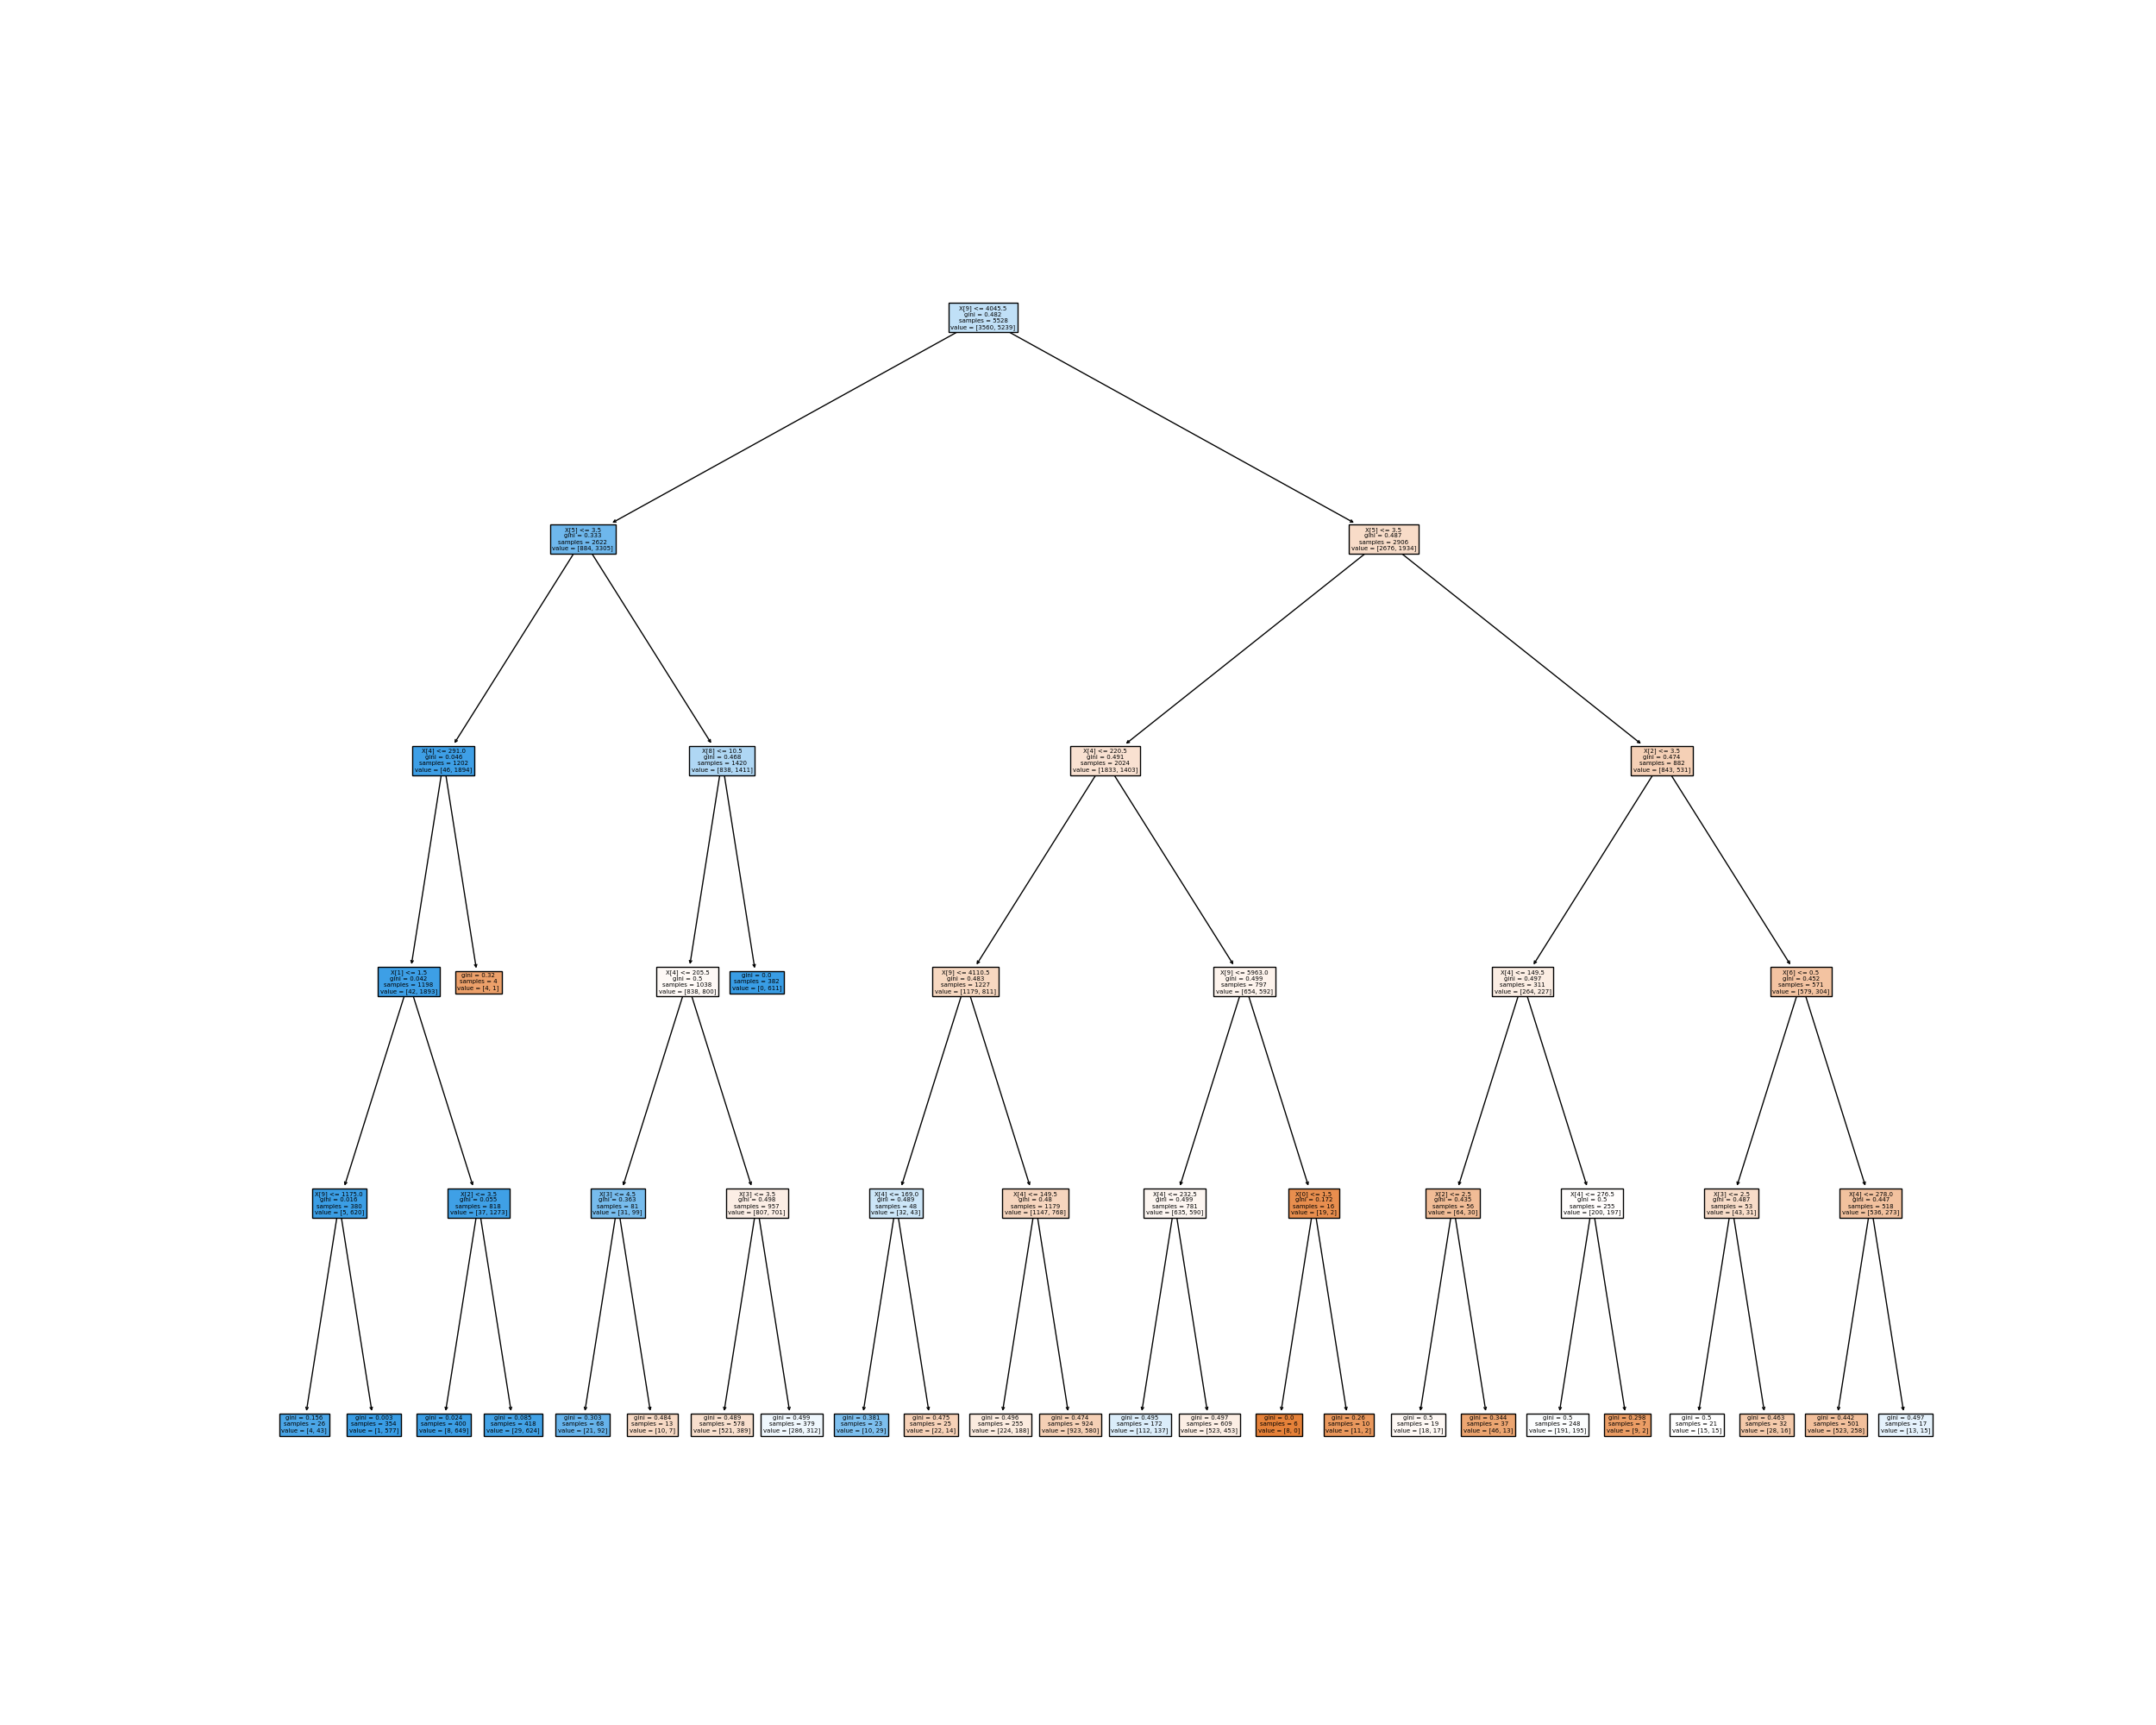 X[9] <= 4045.5
gini = 0.482
samples = 5528
value = [3560, 5239]
X[5] <= 3.5
gini = 0.333
samples = 2622
value = [884, 3305]
X[5] <= 3.5
gini = 0.487
samples = 2906
value = [2676, 1934]
X[4] <= 291.0
gini = 0.046
samples = 1202
value = [46, 1894]
X[8] <= 10.5
gini = 0.468
samples = 1420
value = [838, 1411]
X[4] <= 220.5
gini = 0.491
samples = 2024
value = [1833, 1403]
X[2] <= 3.5
gini = 0.474
samples = 882
value = [843, 531]
X[1] <= 1.5
gini = 0.042
samples = 1198
value = [42, 1893]
gini = 0.32
samples = 4
value = [4, 1]
X[4] <= 205.5
gini = 0.5
samples = 1038
value = [838, 800]
gini = 0.0
samples = 382
value = [0, 611]
X[9] <= 4110.5
gini = 0.483
samples = 1227
value = [1179, 811]
X[9] <= 5963.0
gini = 0.499
samples = 797
value = [654, 592]
X[4] <= 149.5
gini = 0.497
samples = 311
value = [264, 227]
X[6] <= 0.5
gini = 0.452
samples = 571
value = [579, 304]
X[9] <= 1175.0
gini = 0.016
samples = 380
value = [5, 620]
X[2] <= 3.5
gini = 0.055
samples = 818
value = [37, 1273]
X[3] <= 4.5
gini = 0.363
samples = 81
value = [31, 99]
X[3] <= 3.5
gini = 0.498
samples = 957
value = [807, 701]
X[4] <= 169.0
gini = 0.489
samples = 48
value = [32, 43]
X[4] <= 149.5
gini = 0.48
samples = 1179
value = [1147, 768]
X[4] <= 232.5
gini = 0.499
samples = 781
value = [635, 590]
X[0] <= 1.5
gini = 0.172
samples = 16
value = [19, 2]
X[2] <= 2.5
gini = 0.435
samples = 56
value = [64, 30]
X[4] <= 276.5
gini = 0.5
samples = 255
value = [200, 197]
X[3] <= 2.5
gini = 0.487
samples = 53
value = [43, 31]
X[4] <= 278.0
gini = 0.447
samples = 518
value = [536, 273]
gini = 0.156
samples = 26
value = [4, 43]
gini = 0.003
samples = 354
value = [1, 577]
gini = 0.024
samples = 400
value = [8, 649]
gini = 0.085
samples = 418
value = [29, 624]
gini = 0.303
samples = 68
value = [21, 92]
gini = 0.484
samples = 13
value = [10, 7]
gini = 0.489
samples = 578
value = [521, 389]
gini = 0.499
samples = 379
value = [286, 312]
gini = 0.381
samples = 23
value = [10, 29]
gini = 0.475
samples = 25
value = [22, 14]
gini = 0.496
samples = 255
value = [224, 188]
gini = 0.474
samples = 924
value = [923, 580]
gini = 0.495
samples = 172
value = [112, 137]
gini = 0.497
samples = 609
value = [523, 453]
gini = 0.0
samples = 6
value = [8, 0]
gini = 0.26
samples = 10
value = [11, 2]
gini = 0.5
samples = 19
value = [18, 17]
gini = 0.344
samples = 37
value = [46, 13]
gini = 0.5
samples = 248
value = [191, 195]
gini = 0.298
samples = 7
value = [9, 2]
gini = 0.5
samples = 21
value = [15, 15]
gini = 0.463
samples = 32
value = [28, 16]
gini = 0.442
samples = 501
value = [523, 258]
gini = 0.497
samples = 17
value = [13, 15]